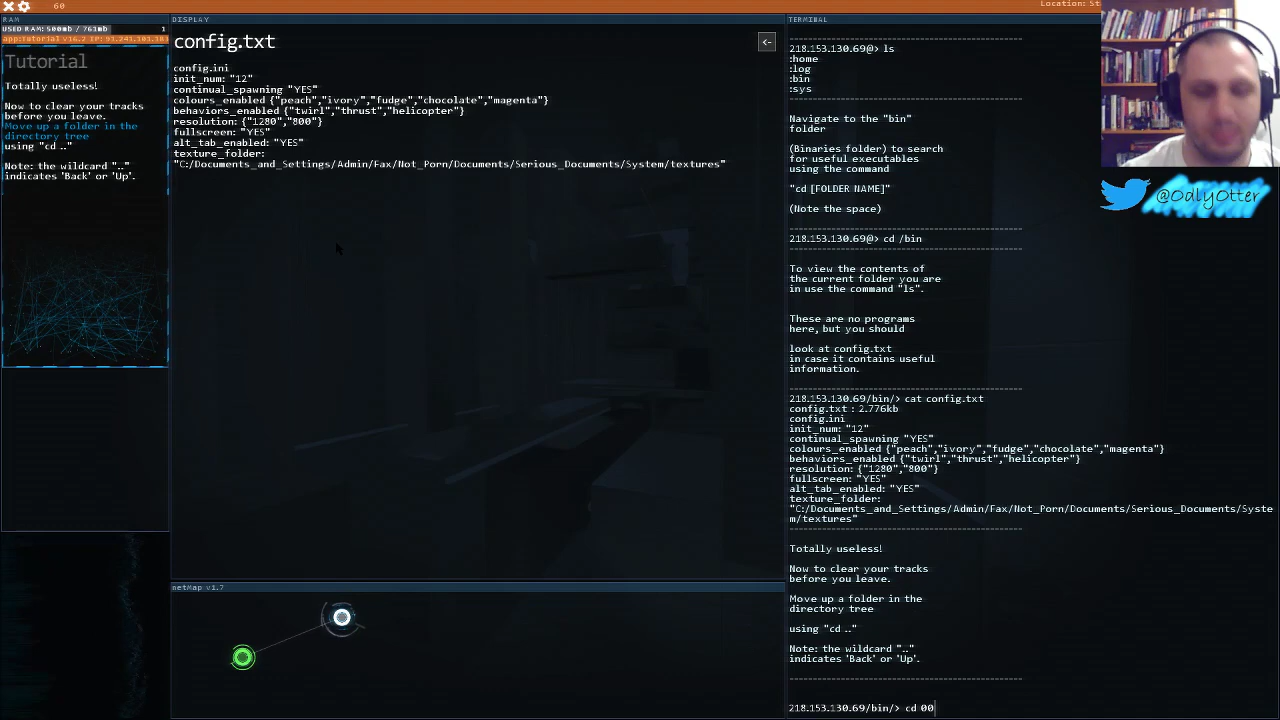 60
Location: St
RAM
USED RAM: 500mb / 761mb
1
Tutorial
Totally useless!
Now to clear your tracks
before you leave.
Move up a folder in the
directory tree
using "cd .."
Note: the wildcard ".."
indicates 'Back' or 'Up'.
DISPLAY
config.txt
<-
config.ini
init_num: "12"
continual_spawning "YES"
colours_enabled {"peach","ivory","fudge","chocolate","magenta"}
behaviors_enabled {"twirl","thrust","helicopter"}
resolution: {"1280","800"}
fullscreen: "YES"
alt_tab_enabled: "YES"
texture_folder:
"C:/Documents_and_Settings/Admin/Fax/Not_Porn/Documents/Serious_Documents/System/textures"
netMap v1.7
TERMINAL
------------------------------------------------
218.153.130.69@> ls
:home
:log
:bin
:sys
------------------------------------------------
Navigate to the "bin"
folder
(Binaries folder) to search
for useful executables
using the command
"cd [FOLDER NAME]"
(Note the space)
------------------------------------------------
218.153.130.69@> cd /bin
------------------------------------------------
To view the contents of
the current folder you are
in use the command "ls".
These are no programs
here, but you should
look at config.txt
in case it contains useful
information.
------------------------------------------------
218.153.130.69/bin/> cat config.txt
config.txt : 2.776kb
config.ini
init_num: "12"
continual_spawning "YES"
colours_enabled {"peach","ivory","fudge","chocolate","magenta"}
behaviors_enabled {"twirl","thrust","helicopter"}
resolution: {"1280","800"}
fullscreen: "YES"
alt_tab_enabled: "YES"
texture_folder:
"C:/Documents_and_Settings/Admin/Fax/Not_Porn/Documents/Serious_Documents/Syste
m/textures"
------------------------------------------------
Totally useless!
Now to clear your tracks
before you leave.
Move up a folder in the
directory tree
using "cd .."
Note: the wildcard ".."
indicates 'Back' or 'Up'.
------------------------------------------------
218.153.130.69/bin/> cd 00
@OdlyOtter